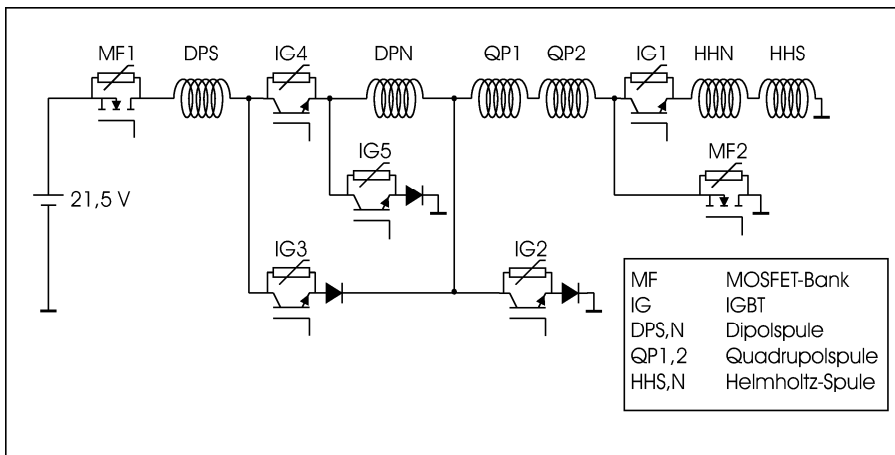 MF1 DPS IG4 DPN QP1 QP2 IG1 HHN HHS
IG5 MF2
21,5 V
IG3 IG2
MF MOSFET-Bank
IG IGBT
DPS,N Dipolspule
QP1,2 Quadrupolspule
HHS,N Helmholtz-Spule